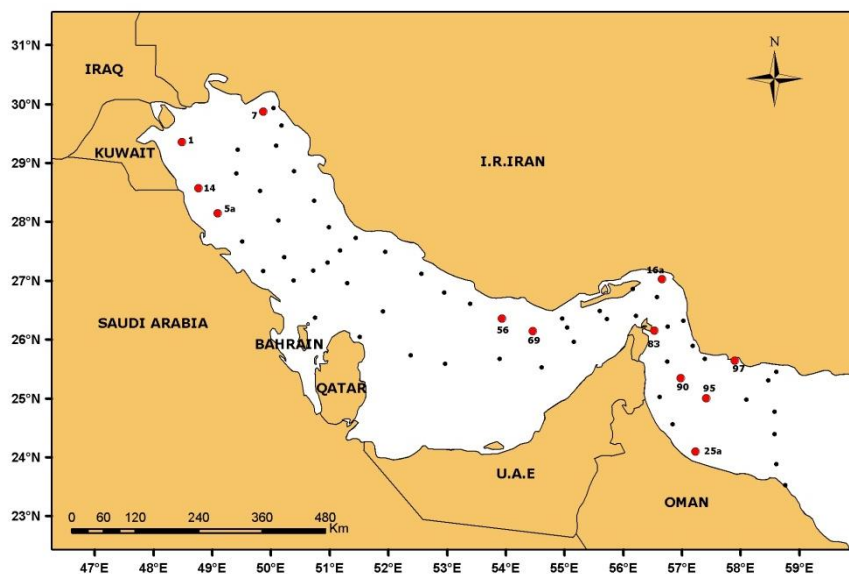 31°N
30°N
29°N
28°N
27°N
26°N
25°N
24°N
23°N
N
IRAQ
7
1
KUWAIT
I.R.IRAN
14
5a
16a
SAUDI ARABIA
56
69
83
BAHRAIN
97
QATAR
90
95
25a
U.A.E
OMAN
0 60 120 240 360 480
Km
47°E 48°E 49°E 50°E 51°E 52°E 53°E 54°E 55°E 56°E 57°E 58°E 59°E